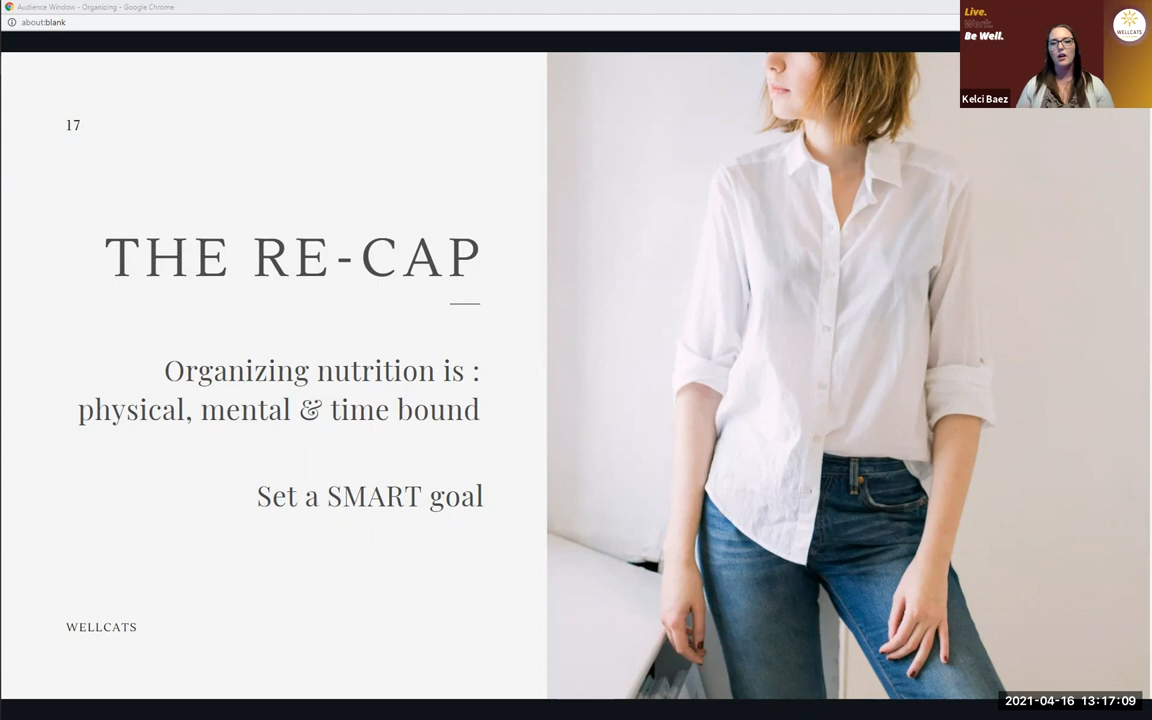 Audience Window - Organizing - Google Chrome
about:blank
Live.
Work.
Be Well.
WELLCATS
Kelci Baez
17
THE RE-CAP
Organizing nutrition is :
physical, mental & time bound
Set a SMART goal
WELLCATS
2021-04-16 13:17:09